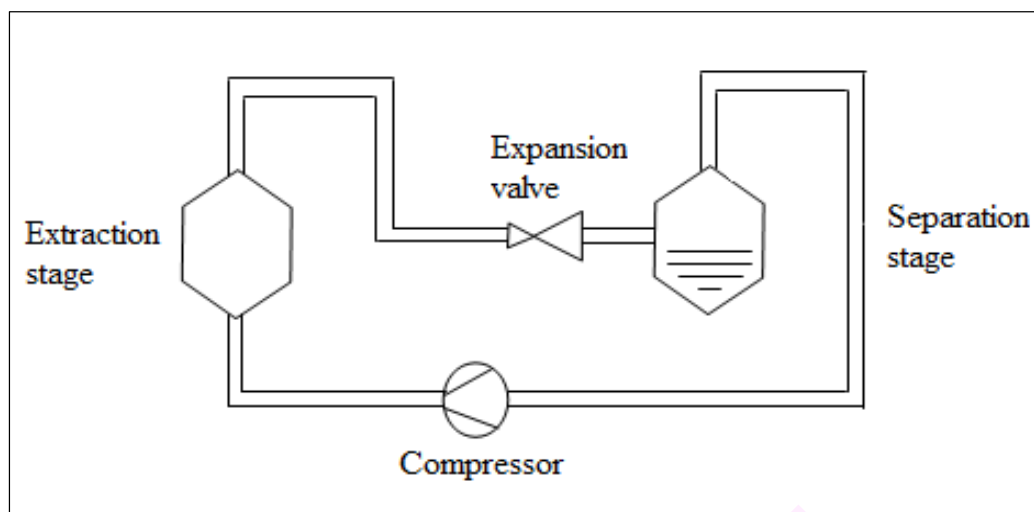 Expansion
valve
Extraction
stage
Separation
stage
Compressor